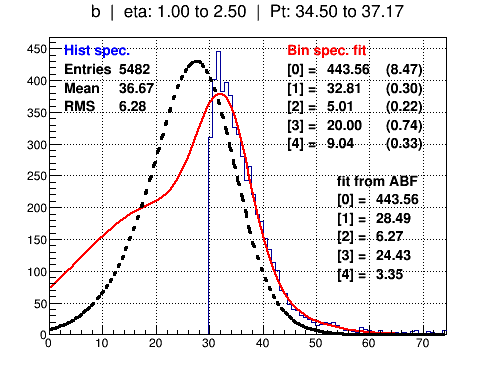 b | eta: 1.00 to 2.50 | Pt: 34.50 to 37.17
Hist spec.
Entries 5482
Mean 36.67
RMS 6.28
Bin spec. fit
[0] = 443.56 (8.47)
[1] = 32.81 (0.30)
[2] = 5.01 (0.22)
[3] = 20.00 (0.74)
[4] = 9.04 (0.33)
fit from ABF
[0] = 443.56
[1] = 28.49
[2] = 6.27
[3] = 24.43
[4] = 3.35
450
400
350
300
250
200
150
100
50
0
0 10 20 30 40 50 60 70